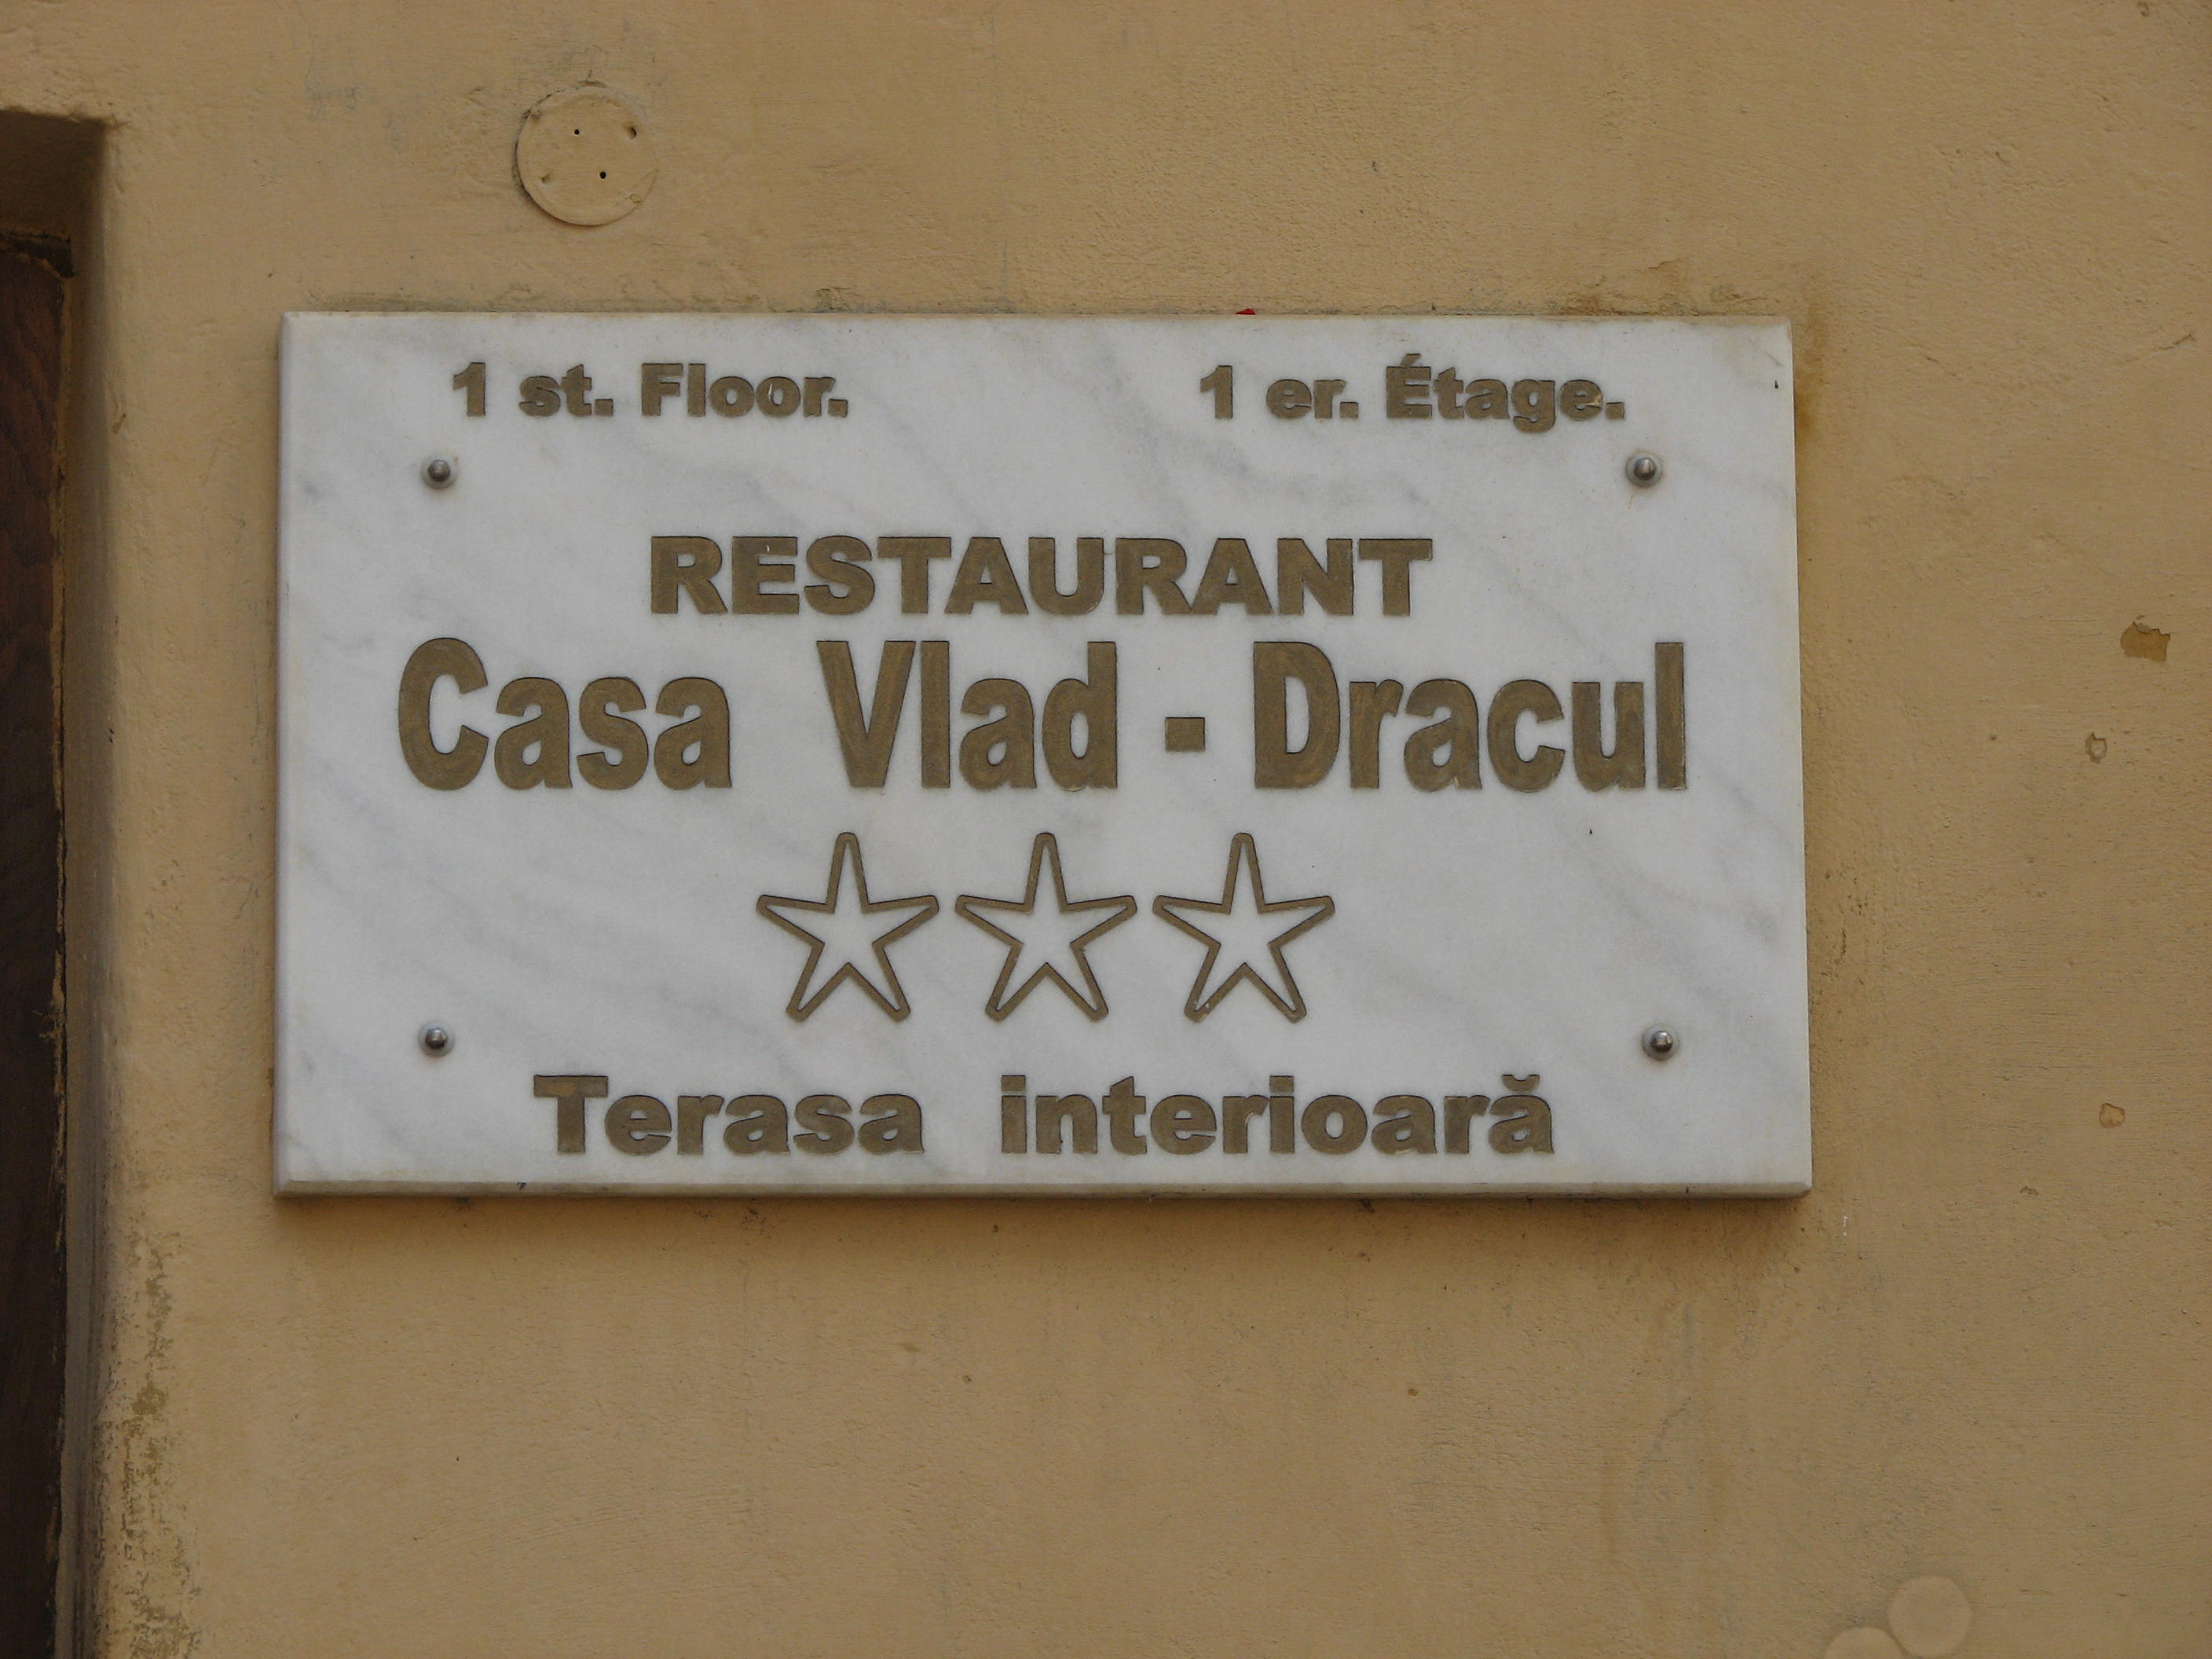 1 st. Floor. 1 er. Étage.
RESTAURANT
Casa Vlad - Dracul
Terasa interioară